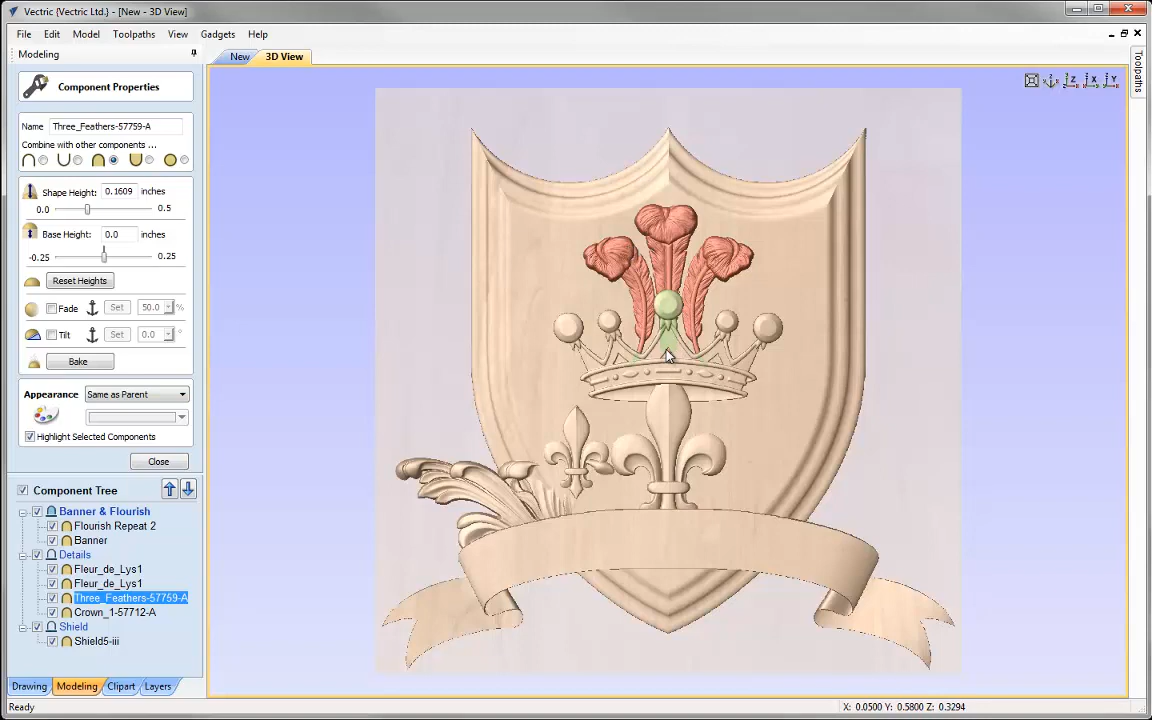 Vectric {Vectric Ltd.} - [New - 3D View]
File Edit Model Toolpaths View Gadgets Help
Modeling
New 3D View
Toolpaths
Component Properties
Name Three_Feathers-57759-A
Combine with other components ...
Shape Height: 0.1609 inches
0.0 0.5
Base Height: 0.0 inches
-0.25 0.25
Reset Heights
Fade Set 50.0 %
Tilt Set 0.0 °
Bake
Appearance Same as Parent
Highlight Selected Components
Close
Component Tree
Banner & Flourish
Flourish Repeat 2
Banner
Details
Fleur_de_Lys1
Fleur_de_Lys1
Three_Feathers-57759-A
Crown_1-57712-A
Shield
Shield5-iii
Drawing Modeling Clipart Layers
Ready X: 0.0500 Y: 0.5800 Z: 0.3294
Z X Y